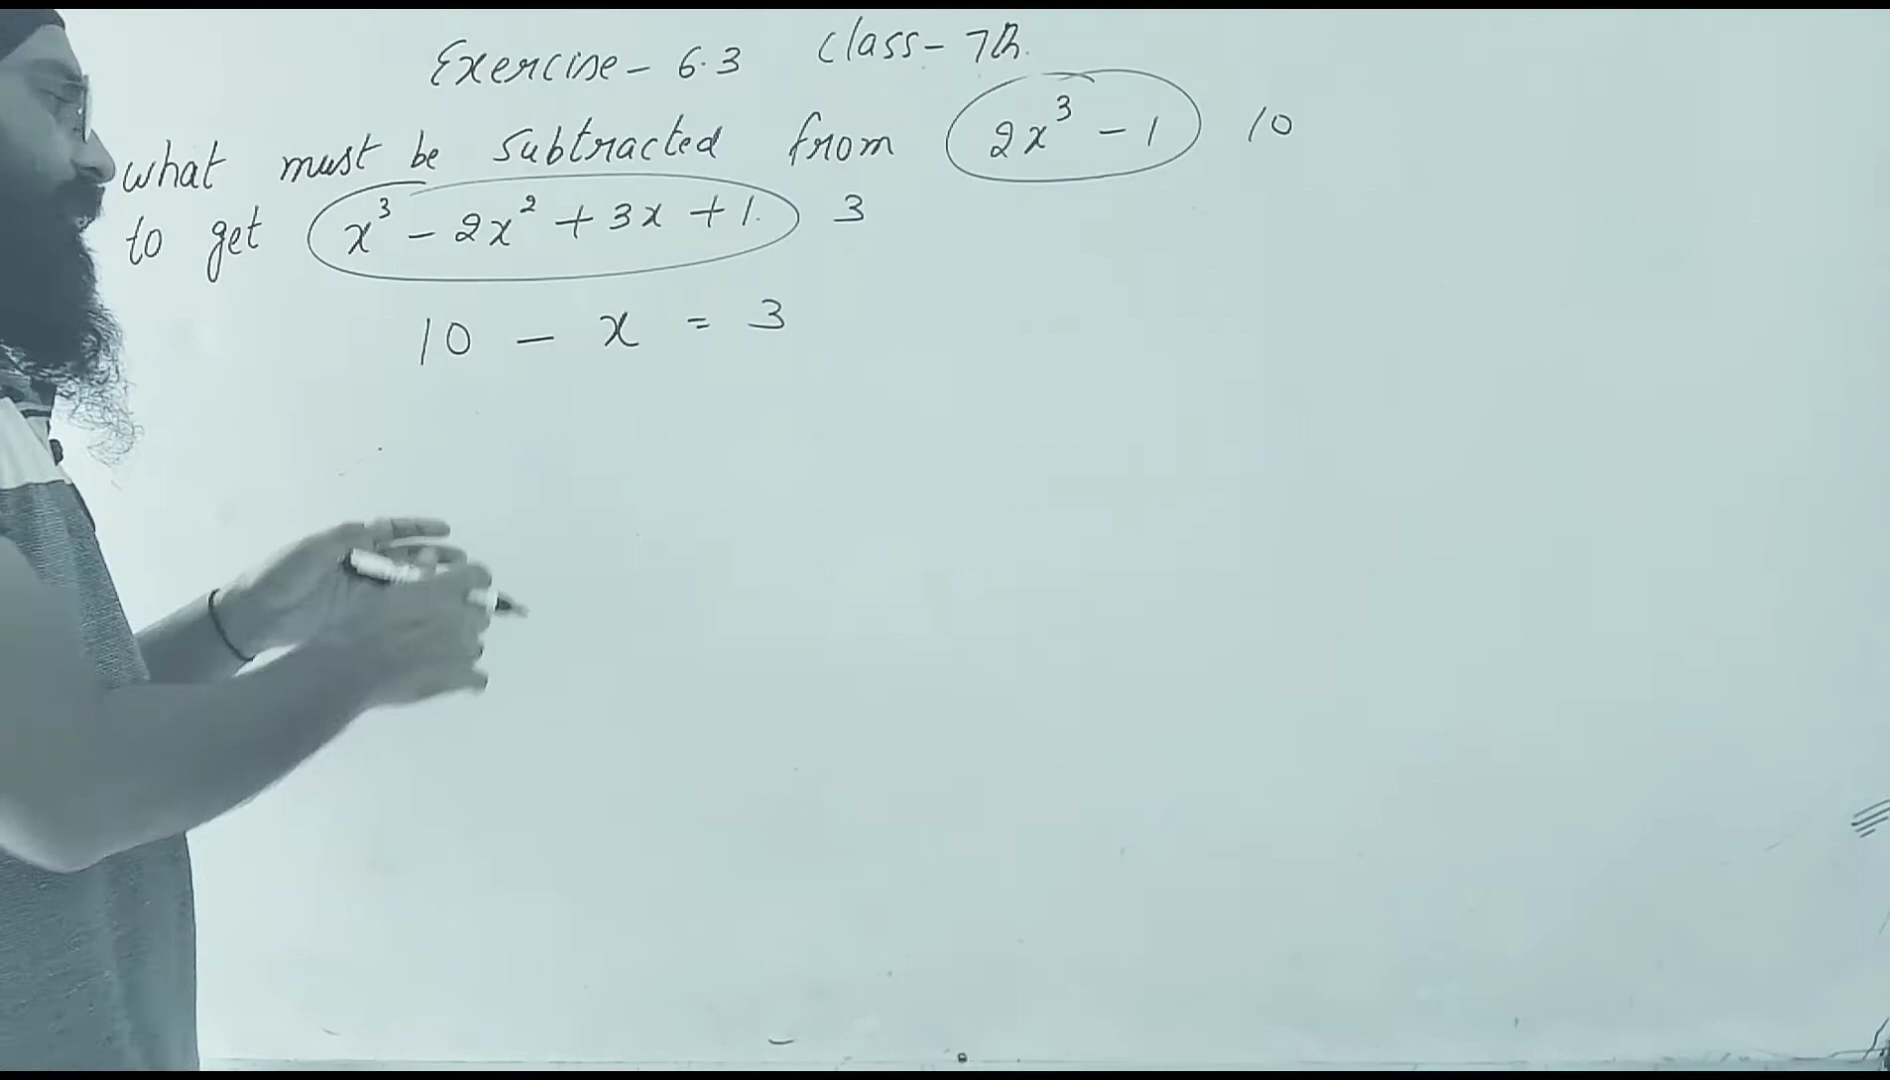 Exercise - 6.3 Class - 7th.
what must be subtracted from 2x³ - 1 10
to get x³ - 2x² + 3x + 1. 3
10 - x = 3